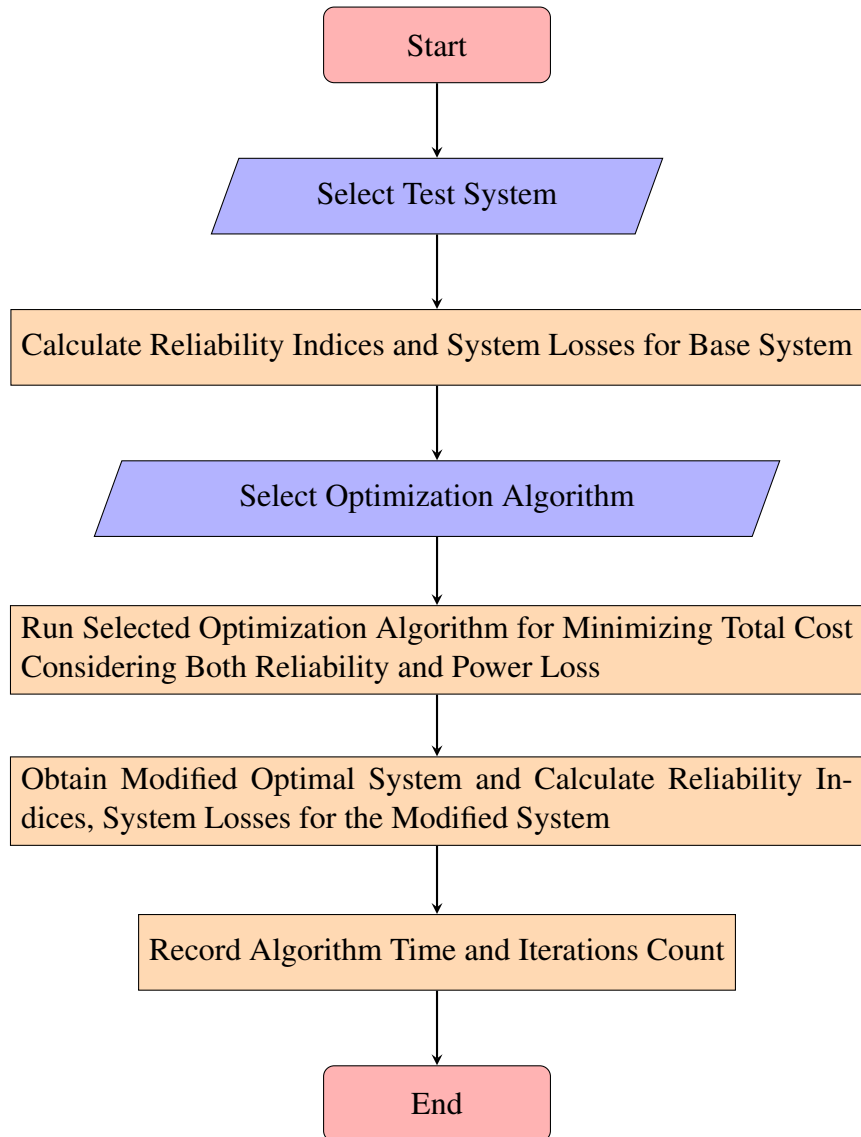 Start
Select Test System
Calculate Reliability Indices and System Losses for Base System
Select Optimization Algorithm
Run Selected Optimization Algorithm for Minimizing Total Cost
Considering Both Reliability and Power Loss
Obtain Modified Optimal System and Calculate Reliability In-
dices, System Losses for the Modified System
Record Algorithm Time and Iterations Count
End